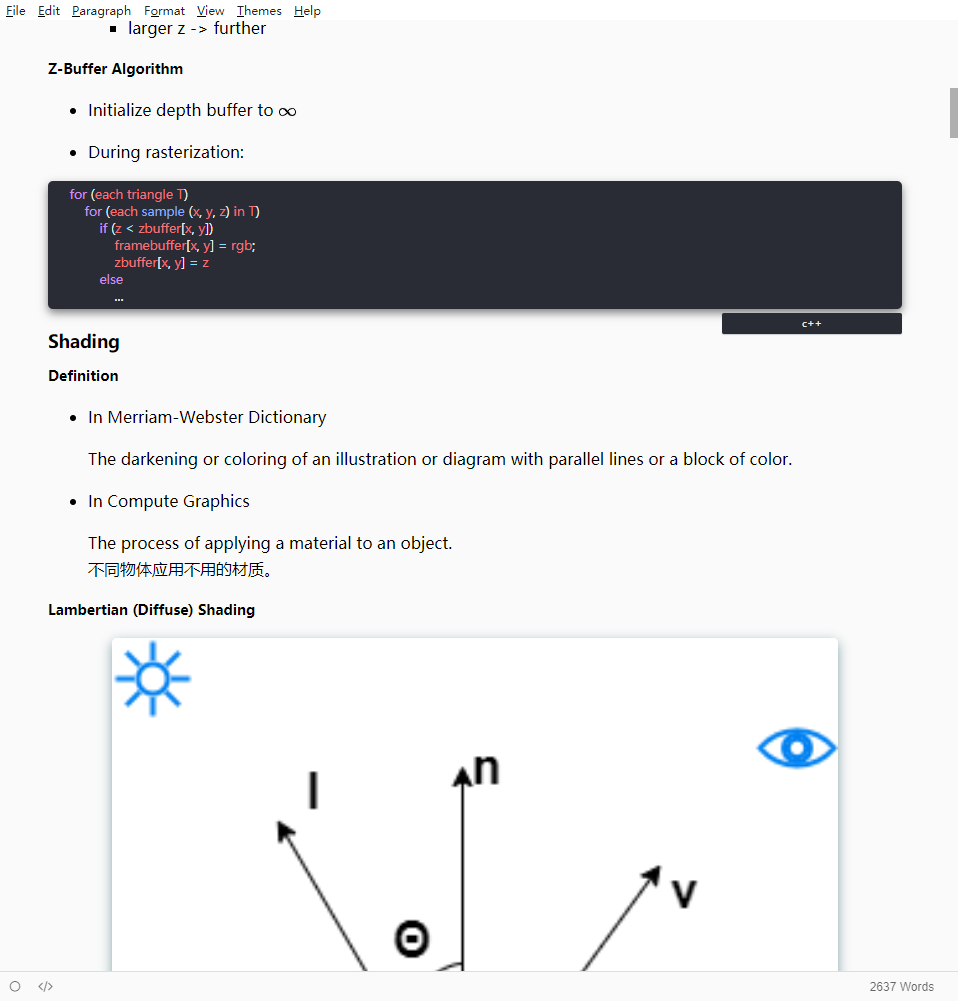 File Edit Paragraph Format View Themes Help
larger z -> further
Z-Buffer Algorithm
Initialize depth buffer to ∞
During rasterization:
for (each triangle T)
for (each sample (x, y, z) in T)
if (z < zbuffer[x, y])
framebuffer[x, y] = rgb;
zbuffer[x, y] = z
else
...
c++
Shading
Definition
In Merriam-Webster Dictionary
The darkening or coloring of an illustration or diagram with parallel lines or a block of color.
In Compute Graphics
The process of applying a material to an object.
不同物体应用不用的材质。
Lambertian (Diffuse) Shading
n
l
v
Θ
</> 2637 Words